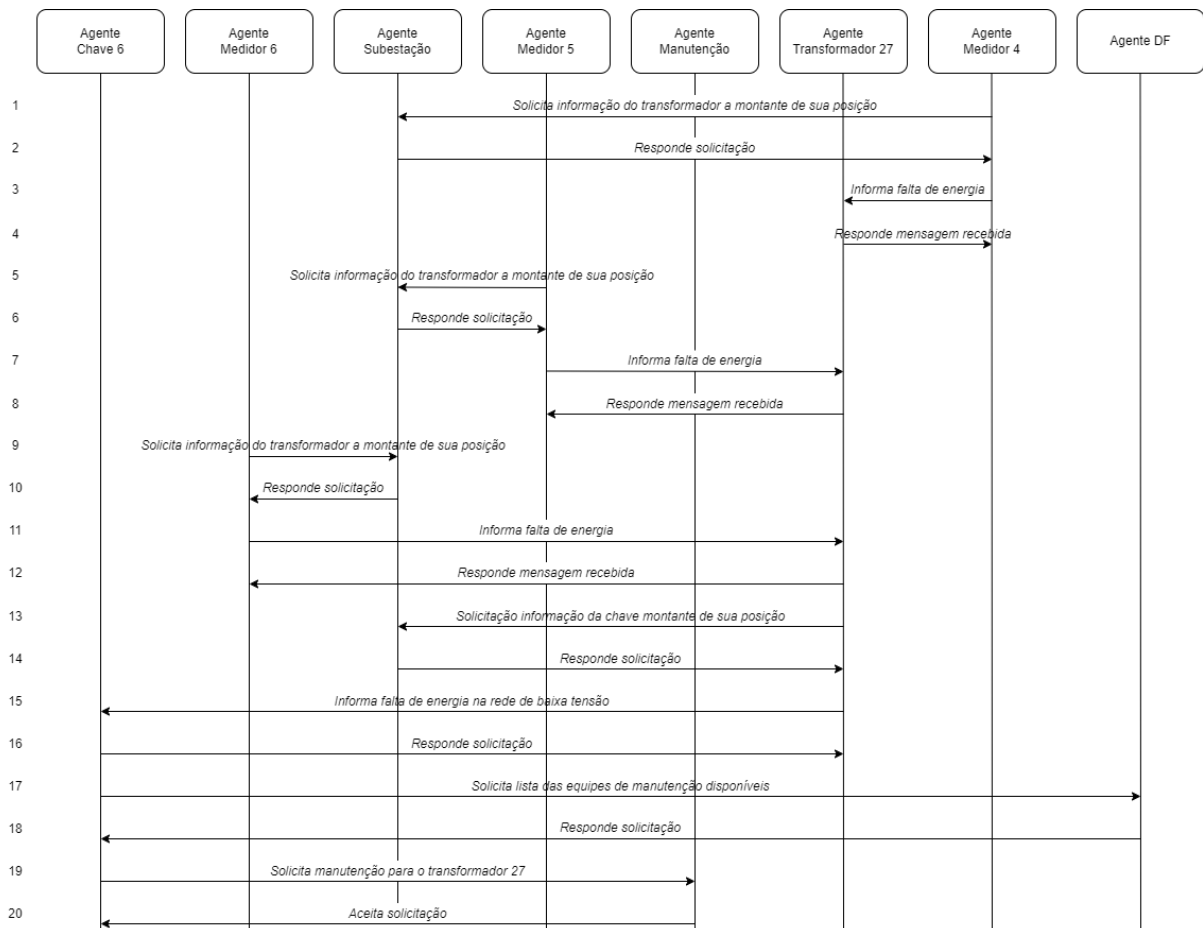 Agente
Chave 6
Agente
Medidor 6
Agente
Subestação
Agente
Medidor 5
Agente
Manutenção
Agente
Transformador 27
Agente
Medidor 4
Agente DF
1
Solicita informação do transformador a montante de sua posição
2
Responde solicitação
3
Informa falta de energia
4
Responde mensagem recebida
5
Solicita informação do transformador a montante de sua posição
6
Responde solicitação
7
Informa falta de energia
8
Responde mensagem recebida
9
Solicita informação do transformador a montante de sua posição
10
Responde solicitação
11
Informa falta de energia
12
Responde mensagem recebida
13
Solicitação informação da chave montante de sua posição
14
Responde solicitação
15
Informa falta de energia na rede de baixa tensão
16
Responde solicitação
17
Solicita lista das equipes de manutenção disponíveis
18
Responde solicitação
19
Solicita manutenção para o transformador 27
20
Aceita solicitação